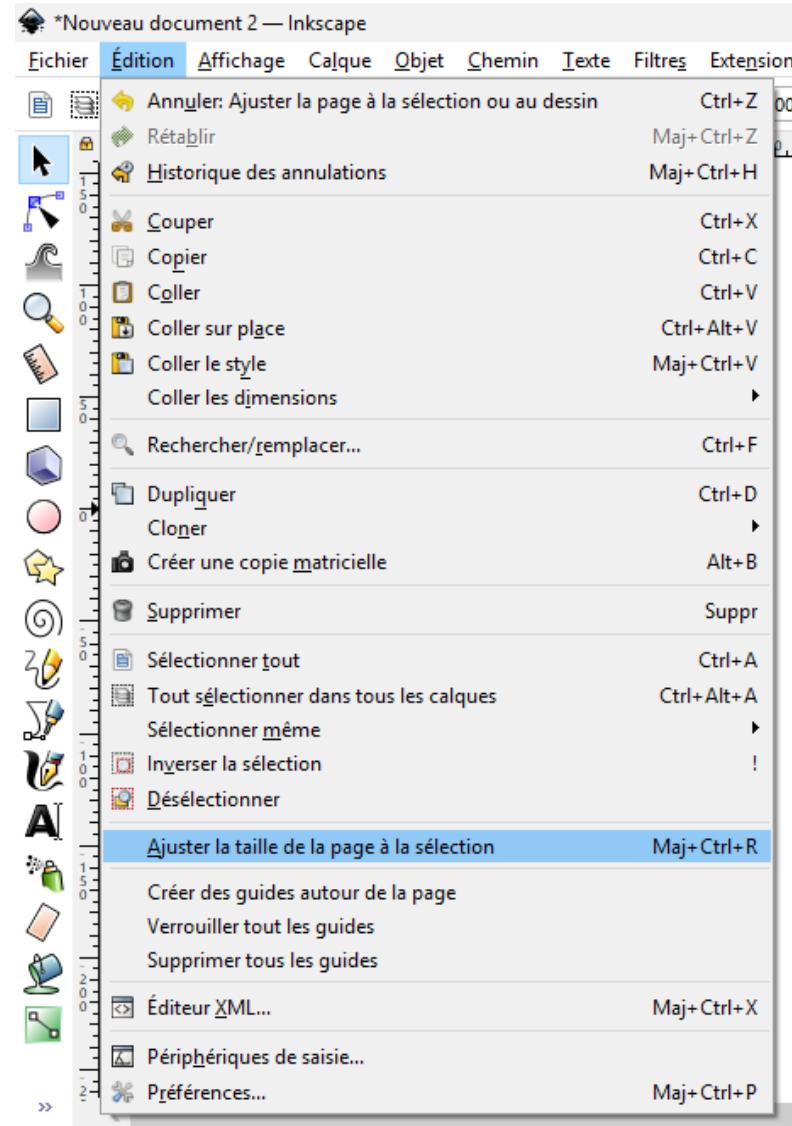 *Nouveau document 2 — Inkscape
Fichier Édition Affichage Calque Objet Chemin Texte Filtres Extension
Annuler: Ajuster la page à la sélection ou au dessin Ctrl+Z
Rétablir Maj+Ctrl+Z
Historique des annulations Maj+Ctrl+H
Couper Ctrl+X
Copier Ctrl+C
Coller Ctrl+V
Coller sur place Ctrl+Alt+V
Coller le style Maj+Ctrl+V
Coller les dimensions
Rechercher/remplacer... Ctrl+F
Dupliquer Ctrl+D
Cloner
Créer une copie matricielle Alt+B
Supprimer Suppr
Sélectionner tout Ctrl+A
Tout sélectionner dans tous les calques Ctrl+Alt+A
Sélectionner même
Inverser la sélection !
Désélectionner
Ajuster la taille de la page à la sélection Maj+Ctrl+R
Créer des guides autour de la page
Verrouiller tout les guides
Supprimer tous les guides
Éditeur XML... Maj+Ctrl+X
Périphériques de saisie...
Préférences... Maj+Ctrl+P